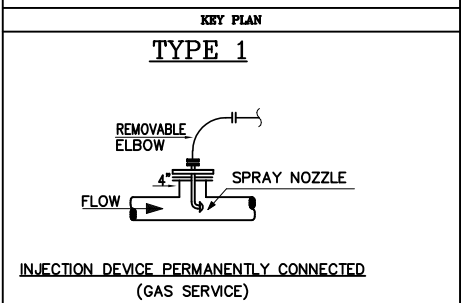 KEY PLAN
TYPE 1
REMOVABLE
ELBOW
4"
SPRAY NOZZLE
FLOW
INJECTION DEVICE PERMANENTLY CONNECTED
(GAS SERVICE)